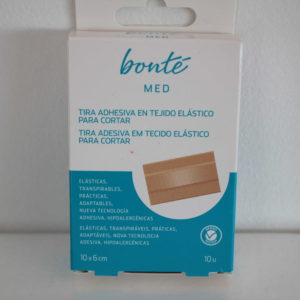 bonté
MED
TIRA ADHESIVA EN TEJIDO ELÁSTICO
PARA CORTAR
TIRA ADESIVA EM TECIDO ELÁSTICO
PARA CORTAR
ELÁSTICAS,
TRANSPIRABLES,
PRÁCTICAS,
ADAPTABLES,
NUEVA TECNOLOGÍA
ADHESIVA, HIPOALERGÉNICAS
ELÁSTICAS, TRANSPIRÁVEIS, PRÁTICAS,
ADAPTÁVEIS, NOVA TECNOLOGIA
ADESIVA, HIPOALERGÉNICAS
10 x 6 cm
10 u